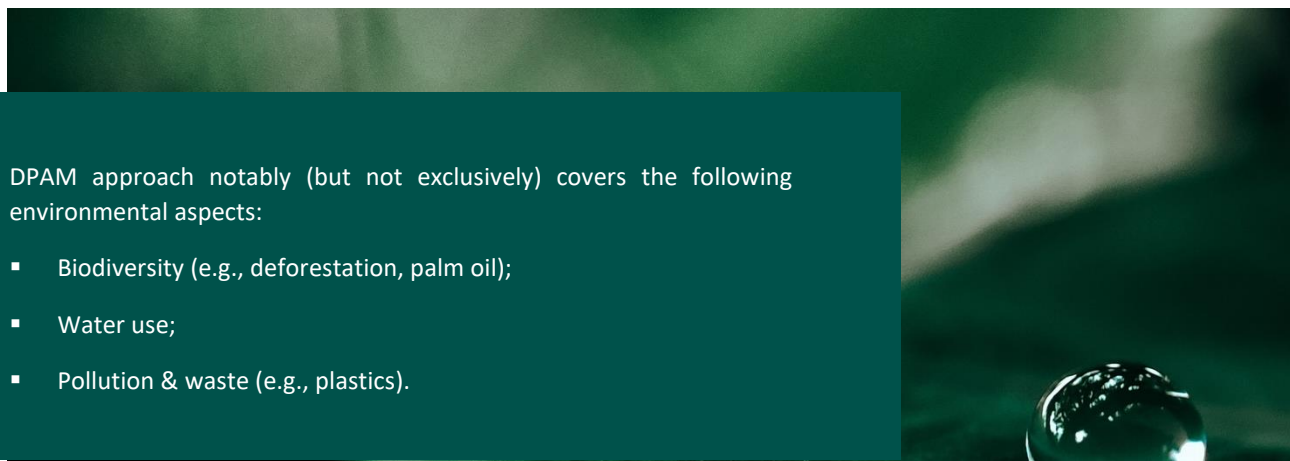 DPAM approach notably (but not exclusively) covers the following
environmental aspects:
▪ Biodiversity (e.g., deforestation, palm oil);
▪ Water use;
▪ Pollution & waste (e.g., plastics).